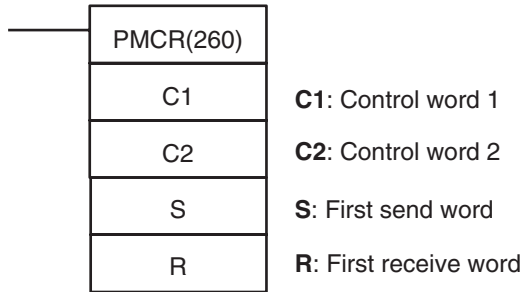 PMCR(260)
C1 C1: Control word 1
C2 C2: Control word 2
S S: First send word
R R: First receive word